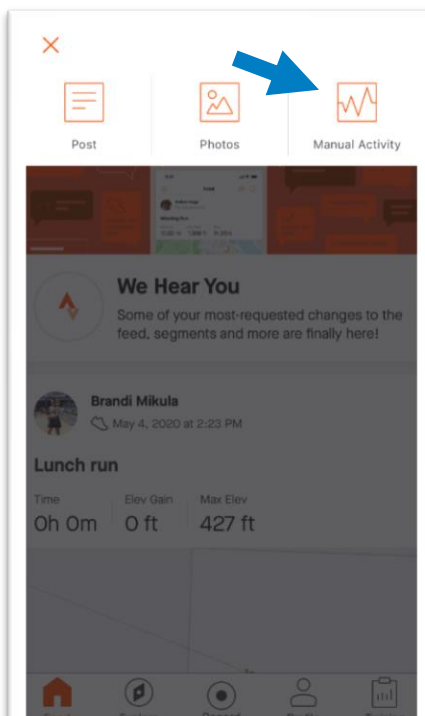 Post Photos Manual Activity
We Hear You
Some of your most-requested changes to the
feed, segments and more are finally here!
Brandi Mikula
May 4, 2020 at 2:23 PM
Lunch run
Time Elev Gain Max Elev
0h 0m 0 ft 427 ft